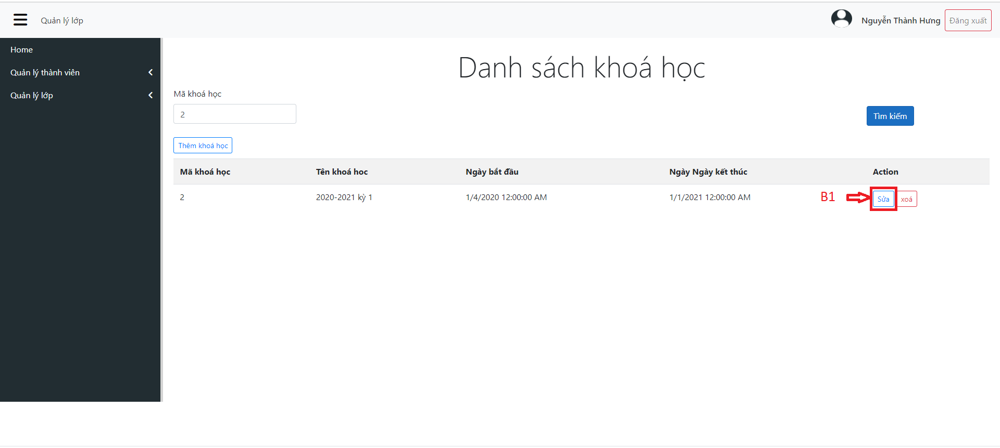 Quản lý lớp
Nguyễn Thành Hưng
Đăng xuất
Home
Quản lý thành viên
Quản lý lớp
Danh sách khoá học
Mã khoá học
2
Tìm kiếm
Thêm khoá học
Mã khoá học Tên khoá hoc Ngày bắt đầu Ngày Ngày kết thúc Action
2 2020-2021 kỳ 1 1/4/2020 12:00:00 AM 1/1/2021 12:00:00 AM B1 Sửa xoá